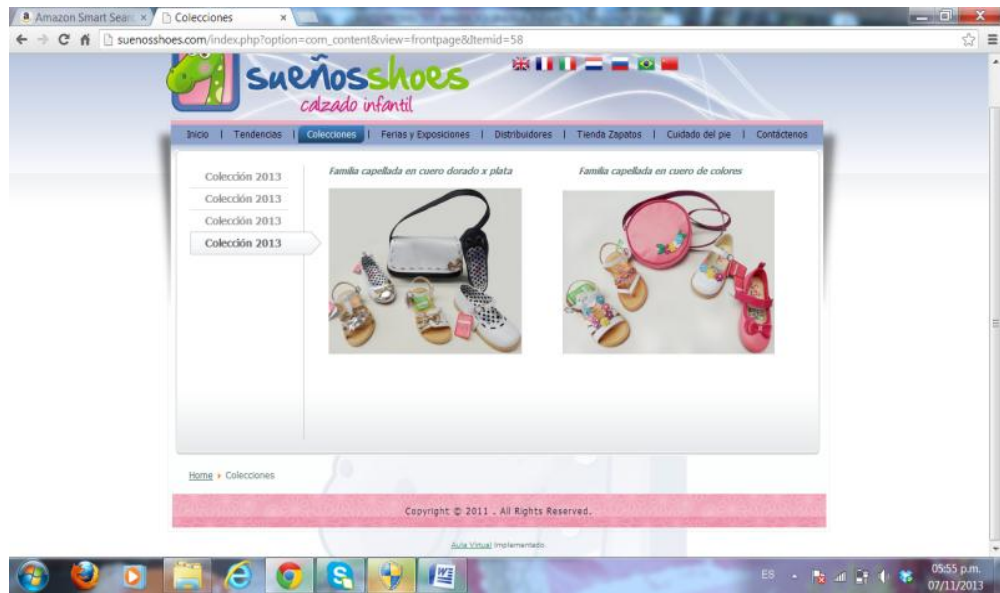 Amazon Smart Sear
Colecciones
suenosshoes.com/index.php?option=com_content&view=frontpage&Itemid=58
sueñosshoes
calzado infantil
Inicio | Tendencias | Colecciones | Ferias y Exposiciones | Distribuidores | Tienda Zapatos | Cuidado del pie | Contáctenos
Colección 2013
Colección 2013
Colección 2013
Colección 2013
Familia capellada en cuero dorado x plata
Familia capellada en cuero de colores
Home › Colecciones
Copyright © 2011 . All Rights Reserved.
Aula Virtual Implementado.
ES
05:55 p.m.
07/11/2013